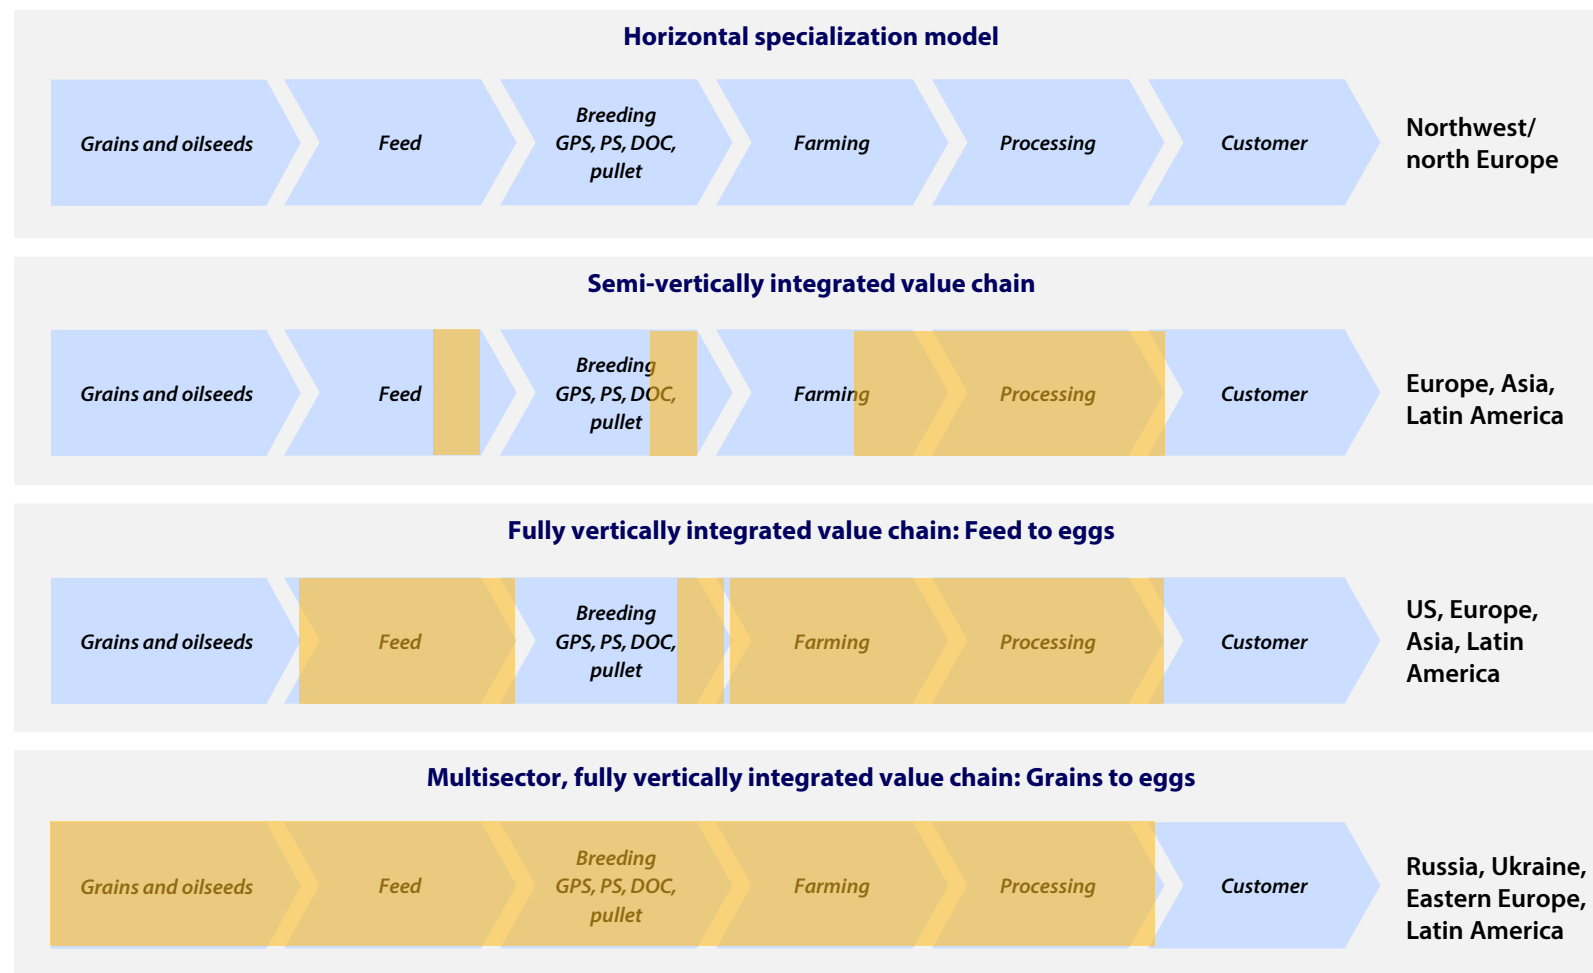 Horizontal specialization model
Grains and oilseeds
Feed
Breeding
GPS, PS, DOC,
pullet
Farming
Processing
Customer
Northwest/
north Europe
Semi-vertically integrated value chain
Grains and oilseeds
Feed
Breeding
GPS, PS, DOC,
pullet
Farming
Processing
Customer
Europe, Asia,
Latin America
Fully vertically integrated value chain: Feed to eggs
Grains and oilseeds
Feed
Breeding
GPS, PS, DOC,
pullet
Farming
Processing
Customer
US, Europe,
Asia, Latin
America
Multisector, fully vertically integrated value chain: Grains to eggs
Grains and oilseeds
Feed
Breeding
GPS, PS, DOC,
pullet
Farming
Processing
Customer
Russia, Ukraine,
Eastern Europe,
Latin America